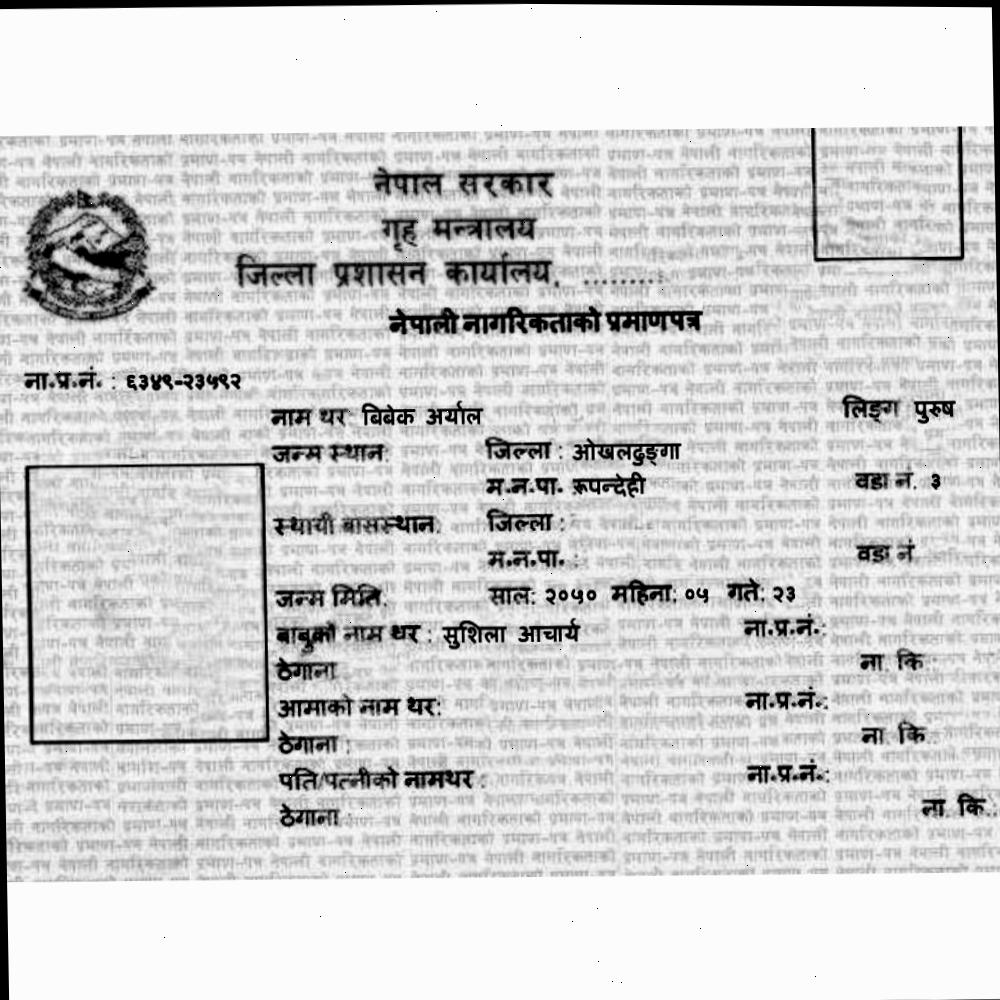 नेपाल सरकार
गृह मन्त्रालय
जिल्ला प्रशासन कार्यालय, ..........
नेपाली नागरिकताको प्रमाणपत्र
ना.प्र.नं. : ६३४९-२३५९२
नाम थर: बिबेक अर्याल लिङ्ग पुरुष
जन्म स्थान: जिल्ला : ओखलढुङ्गा
म.न.पा. रूपन्देही वडा नं. ३
स्थायी बासस्थान: जिल्ला :
म.न.पा. : वडा नं
जन्म मिति: साल: २०५० महिना: ०५ गते: २३
बाबुको नाम थर : सुशिला आचार्य ना.प्र.नं.:
ठेगाना ना. कि.:
आमाको नाम थर: ना.प्र.नं.:
ठेगाना : ना. कि.:
पति/पत्नीको नामथर : ना.प्र.नं.:
ठेगाना : ना. कि.: